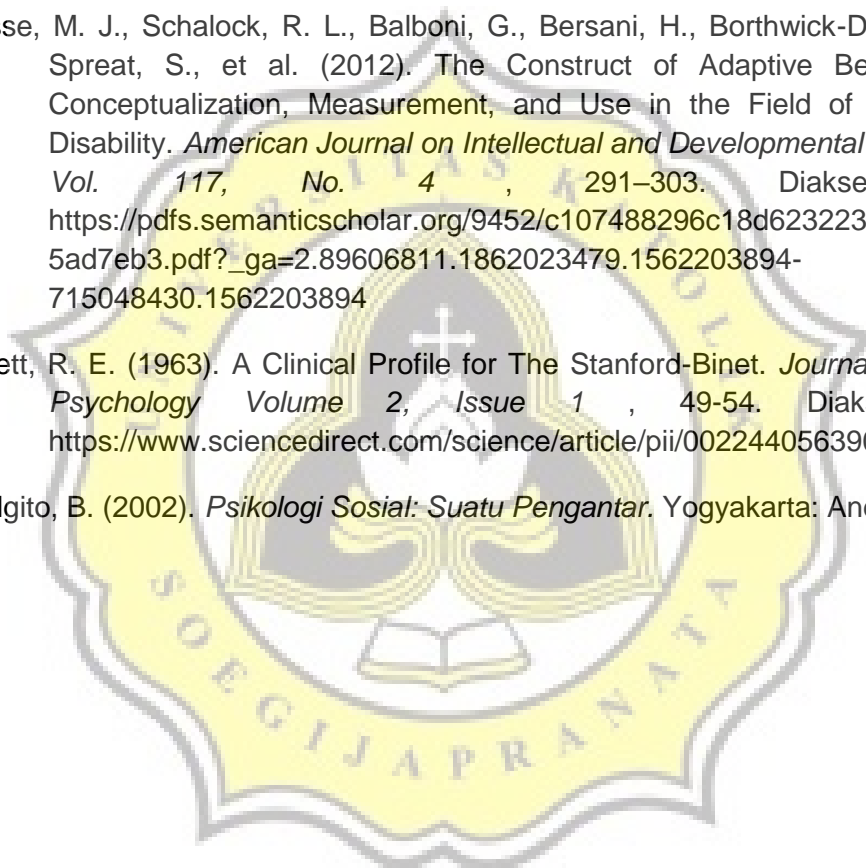 sse, M. J., Schalock, R. L., Balboni, G., Bersani, H., Borthwick-D
Spreat, S., et al. (2012). The Construct of Adaptive Be
Conceptualization, Measurement, and Use in the Field of
Disability. American Journal on Intellectual and Developmental
Vol. 117, No. 4 , 291–303. Diakse
https://pdfs.semanticscholar.org/9452/c107488296c18d623223
5ad7eb3.pdf?_ga=2.89606811.1862023479.1562203894-
715048430.1562203894
ett, R. E. (1963). A Clinical Profile for The Stanford-Binet. Journa
Psychology Volume 2, Issue 1 , 49-54. Diak
https://www.sciencedirect.com/science/article/pii/002244056390
lgito, B. (2002). Psikologi Sosial: Suatu Pengantar. Yogyakarta: An
UNIVERSITAS KATOLIK
SOEGIJAPRANATA